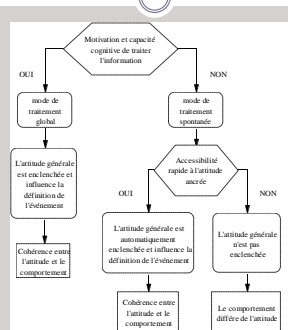 Motivation et capacité
cognitive de traiter
l'information
OUI
NON
mode de
traitement
global
mode de
traitement
spontanée
L'attitude générale
est enclenchée et
influence la
définition de
l'événement
Accessibilité
rapide à l'attitude
ancrée
OUI
NON
L'attitude générale est
automatiquement
enclenchée et influence la
définition de l'événement
L'attitude générale
n'est pas
enclenchée
Cohérence entre
l'attitude et le
comportement
Cohérence entre
l'attitude et le
comportement
Le comportement
différe de l'attitude